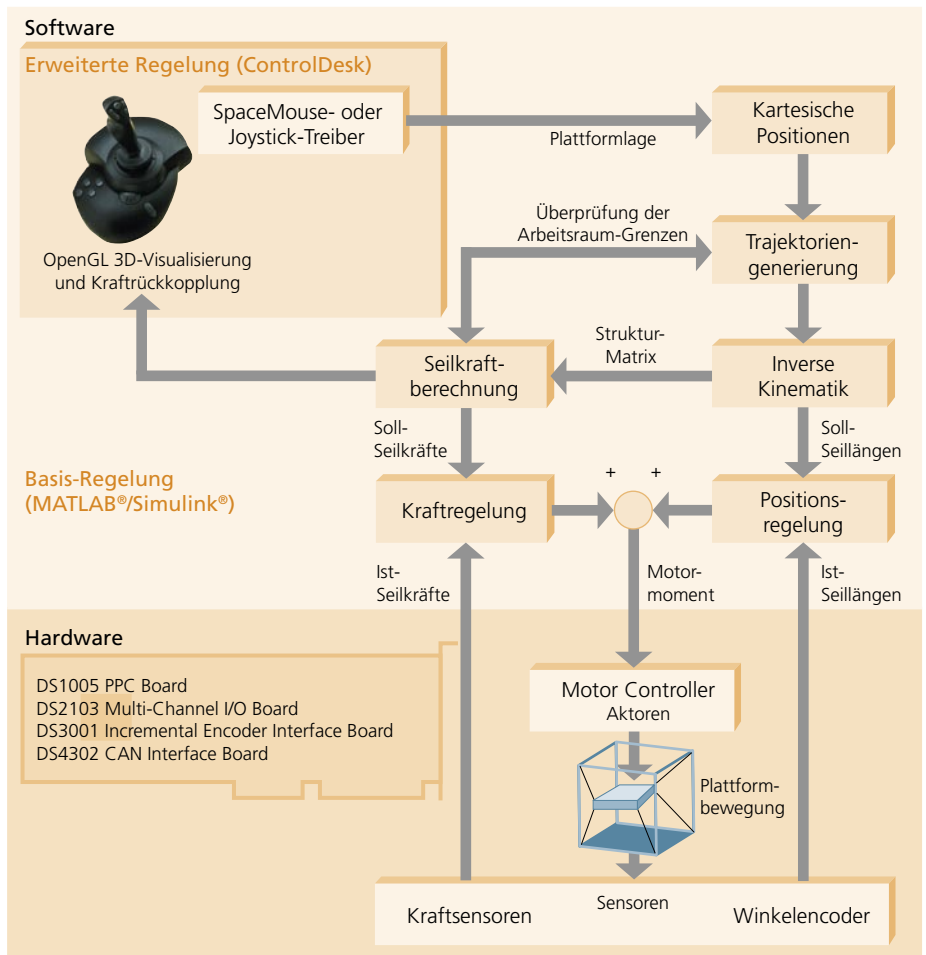 Software
Erweiterte Regelung (ControlDesk)
SpaceMouse- oder
Joystick-Treiber
Plattformlage
Kartesische
Positionen
OpenGL 3D-Visualisierung
und Kraftrückkopplung
Überprüfung der
Arbeitsraum-Grenzen
Trajektorien-
generierung
Seilkraft-
berechnung
Struktur-
Matrix
Inverse
Kinematik
Soll-
Seilkräfte
Soll-
Seillängen
Basis-Regelung
(MATLAB®/Simulink®)
Kraftregelung
+ +
Positions-
regelung
Ist-
Seilkräfte
Motor-
moment
Ist-
Seillängen
Hardware
DS1005 PPC Board
DS2103 Multi-Channel I/O Board
DS3001 Incremental Encoder Interface Board
DS4302 CAN Interface Board
Motor Controller
Aktoren
Plattform-
bewegung
Kraftsensoren
Sensoren
Winkelencoder